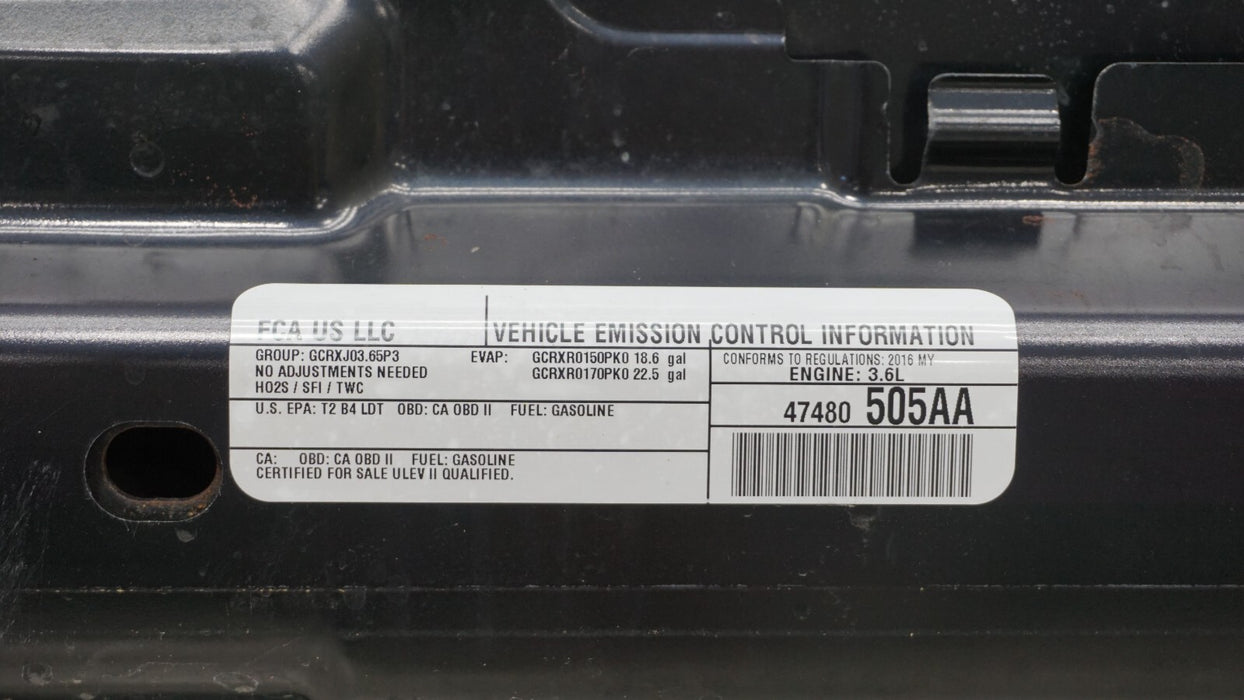 FCA US LLC
VEHICLE EMISSION CONTROL INFORMATION
GROUP: GCRXJ03.65P3
NO ADJUSTMENTS NEEDED
HO2S / SFI / TWC
EVAP: GCRXR0150PK0 18.6 gal
GCRXR0170PK0 22.5 gal
CONFORMS TO REGULATIONS: 2016 MY
ENGINE: 3.6L
U.S. EPA: T2 B4 LDT OBD: CA OBD II FUEL: GASOLINE
47480 505AA
CA: OBD: CA OBD II FUEL: GASOLINE
CERTIFIED FOR SALE ULEV II QUALIFIED.